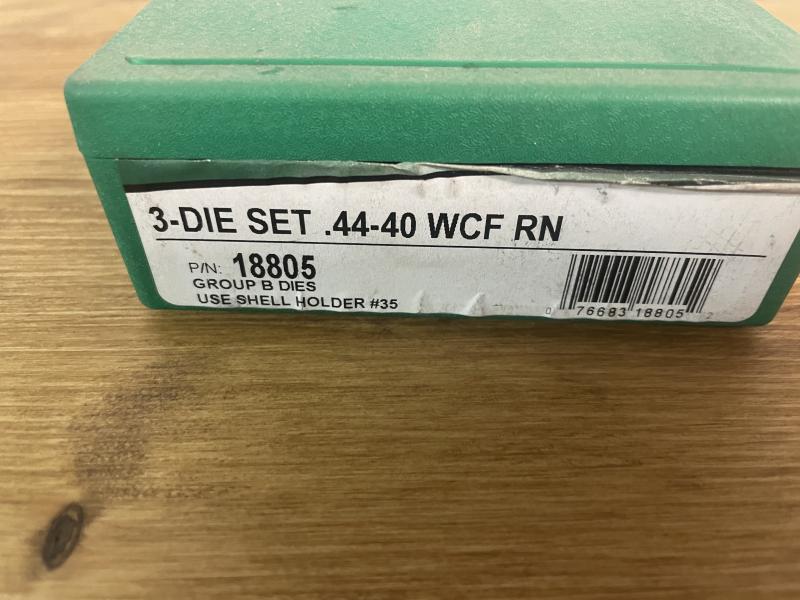 3-DIE SET .44-40 WCF RN
P/N: 18805
GROUP B DIES
USE SHELL HOLDER #35
0 76683 18805 2